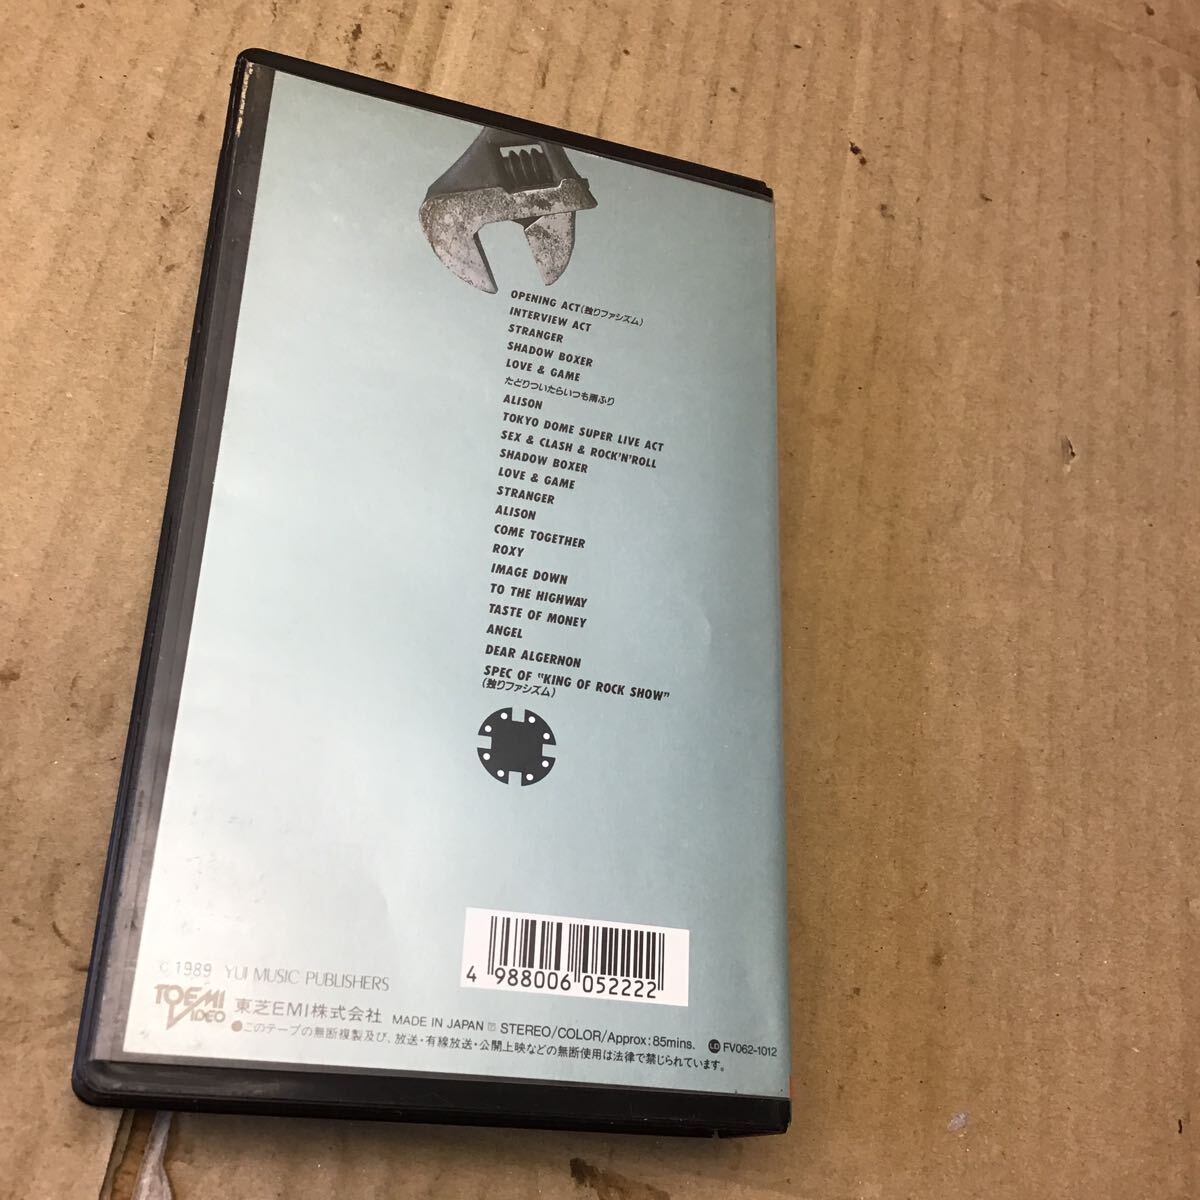 OPENING ACT(独りファシズム)
INTERVIEW ACT
STRANGER
SHADOW BOXER
LOVE & GAME
たどりついたらいつも雨ふり
ALISON
TOKYO DOME SUPER LIVE ACT
SEX & CLASH & ROCK'N'ROLL
SHADOW BOXER
LOVE & GAME
STRANGER
ALISON
COME TOGETHER
ROXY
IMAGE DOWN
TO THE HIGHWAY
TASTE OF MONEY
ANGEL
DEAR ALGERNON
SPEC OF "KING OF ROCK SHOW"
(独りファシズム)
4 988006 052222
© 1989 YUI MUSIC PUBLISHERS
TOEMI VIDEO 東芝EMI株式会社 MADE IN JAPAN Ⓟ STEREO/COLOR/Approx:85mins. LD FV062-1012
●このテープの無断複製及び、放送・有線放送・公開上映などの無断使用は法律で禁じられています。